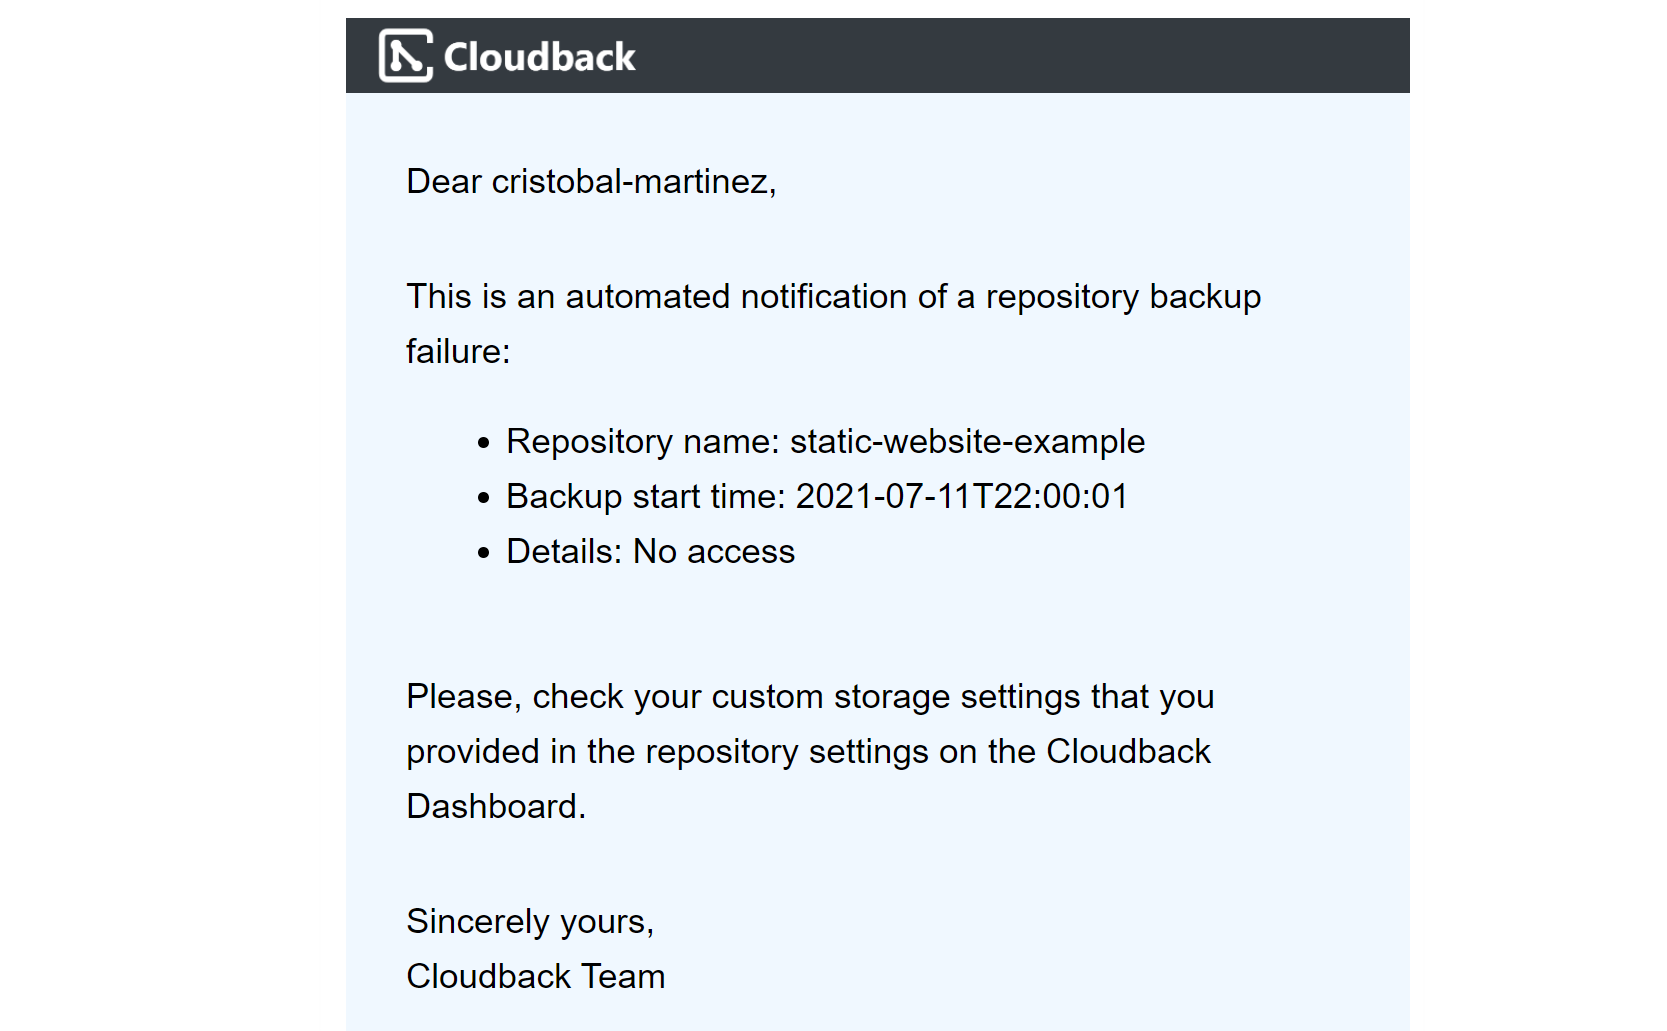 Cloudback
Dear cristobal-martinez,
This is an automated notification of a repository backup
failure:
• Repository name: static-website-example
• Backup start time: 2021-07-11T22:00:01
• Details: No access
Please, check your custom storage settings that you
provided in the repository settings on the Cloudback
Dashboard.
Sincerely yours,
Cloudback Team